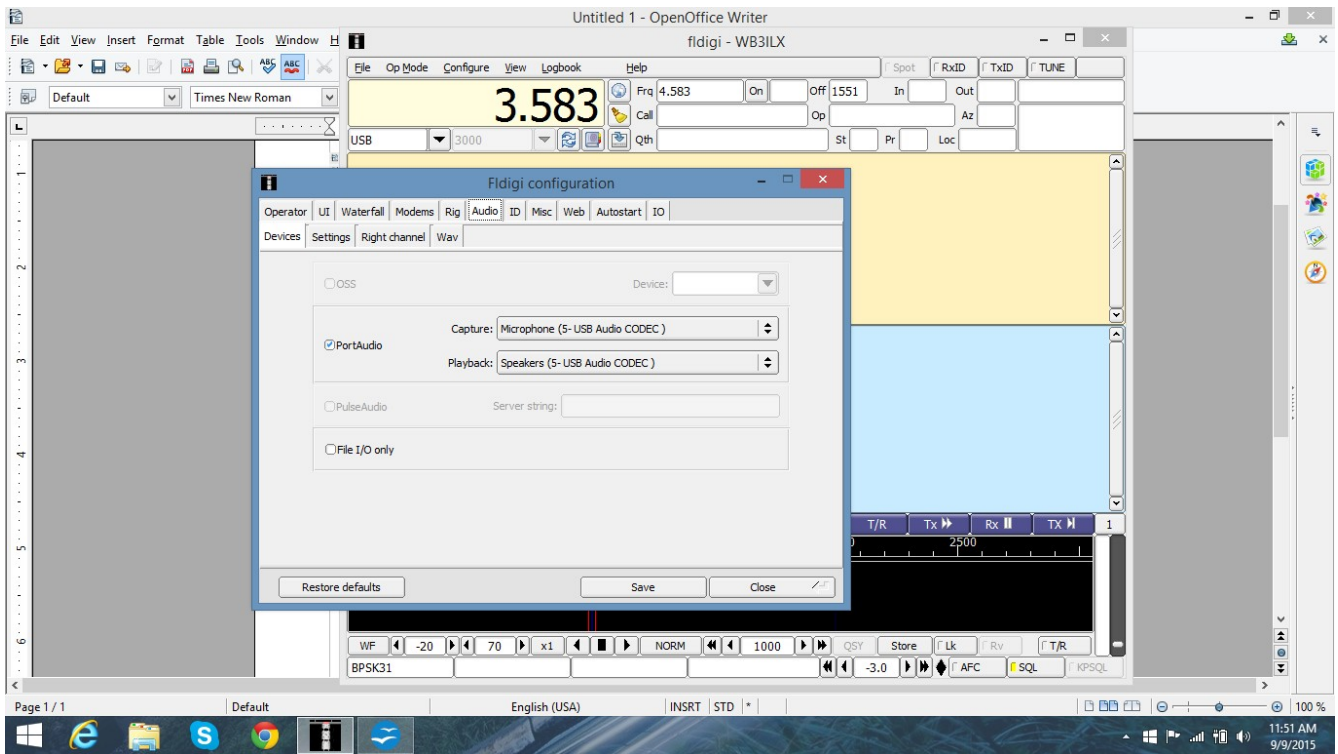 Untitled 1 - OpenOffice Writer
File Edit View Insert Format Table Tools Window H
Default Times New Roman
fldigi - WB3ILX
File Op Mode Configure View Logbook Help Spot RxID TxID TUNE
3.583 Frq 4.583 On Off 1551 In Out
Call Op Az
USB 3000 Qth St Pr Loc
Fldigi configuration
Operator UI Waterfall Modems Rig Audio ID Misc Web Autostart IO
Devices Settings Right channel Wav
OSS Device:
Capture: Microphone (5- USB Audio CODEC )
PortAudio
Playback: Speakers (5- USB Audio CODEC )
PulseAudio Server string:
File I/O only
Restore defaults Save Close
T/R Tx Rx TX 1
2500
WF -20 70 x1 NORM 1000 QSY Store Lk Rv T/R
BPSK31 -3.0 AFC SQL KPSQL
2
3
4
5
6
Page 1 / 1 Default English (USA) INSRT STD * 100 %
11:51 AM
9/9/2015